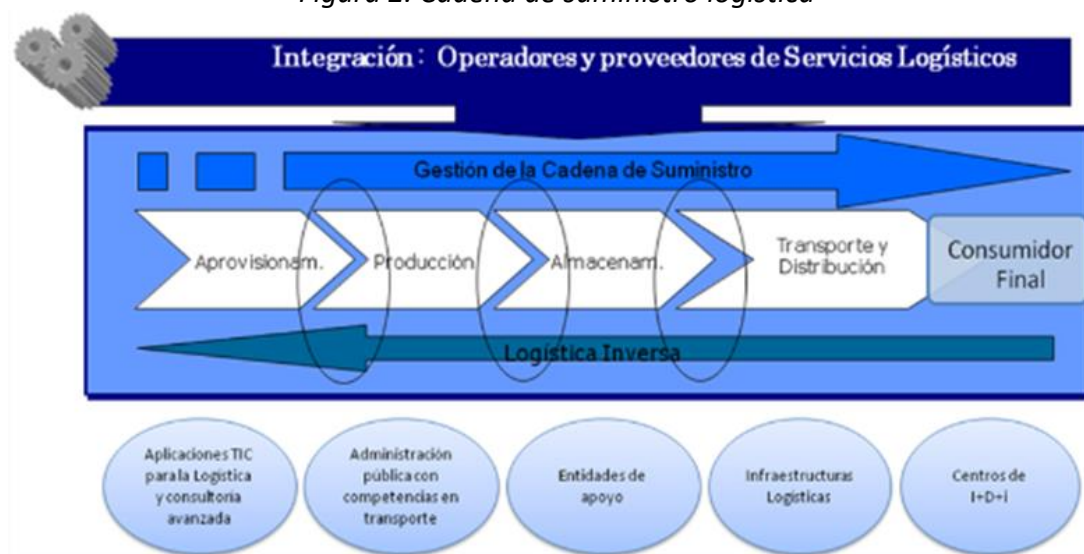 Figura 2. Cadena de suministro logística
Integración: Operadores y proveedores de Servicios Logísticos
Gestión de la Cadena de Suministro
Aprovisionam.
Producción
Almacenam.
Transporte y
Distribución
Consumidor
Final
Logística Inversa
Aplicaciones TIC
para la Logística
y consultoría
avanzada
Administración
pública con
competencias en
transporte
Entidades de
apoyo
Infraestructuras
Logísticas
Centros de
I+D+i